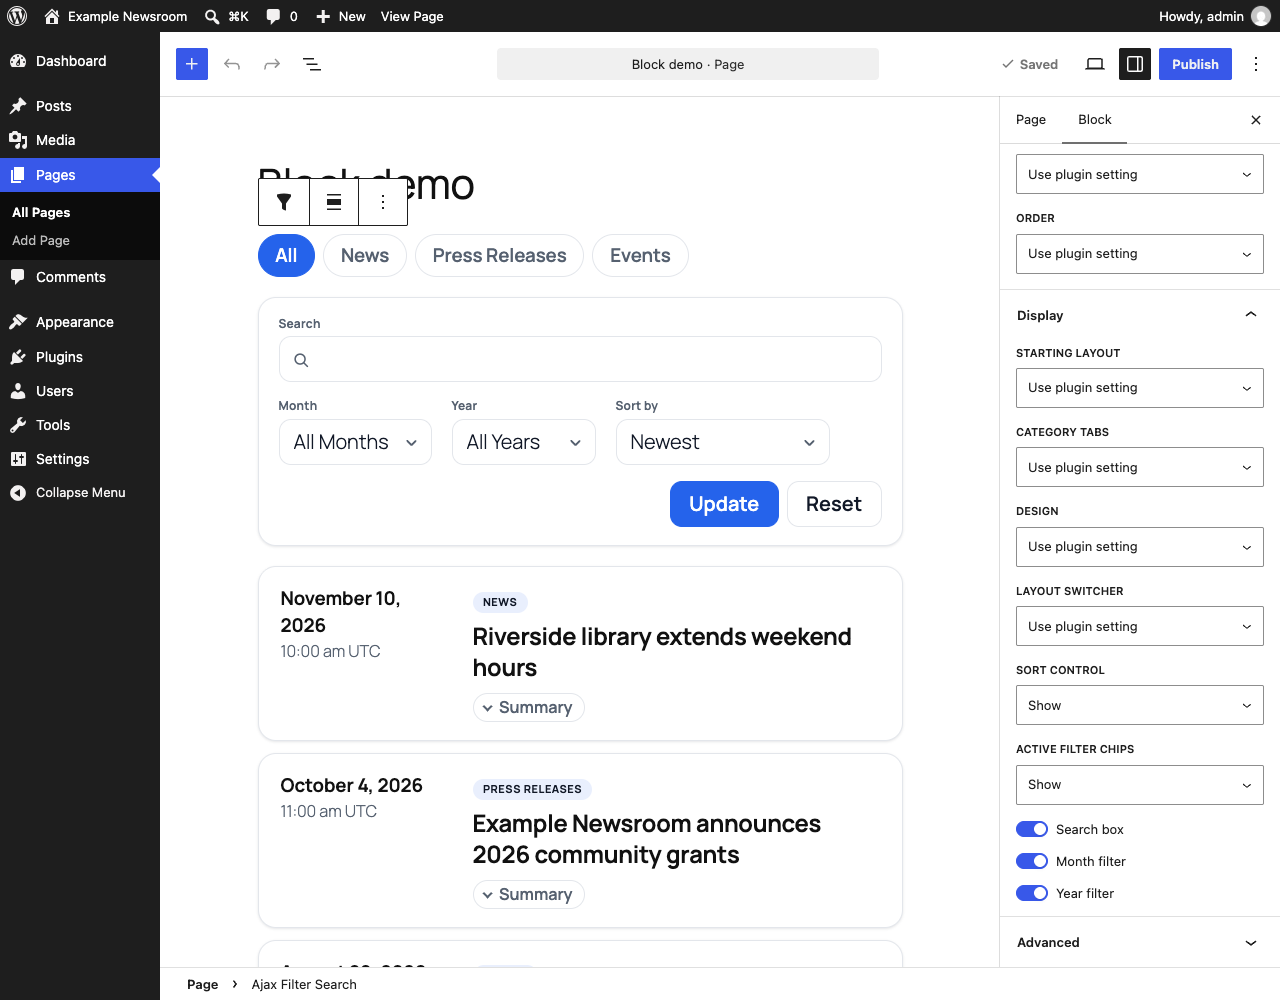 Example Newsroom
⌘K
0
New
View Page
Howdy, admin
Dashboard
Posts
Media
Pages
All Pages
Add Page
Comments
Appearance
Plugins
Users
Tools
Settings
Collapse Menu
Block demo · Page
Saved
Publish
Block demo
All
News
Press Releases
Events
Search
Month
Year
Sort by
All Months
All Years
Newest
Update
Reset
November 10,
2026
10:00 am UTC
NEWS
Riverside library extends weekend
hours
Summary
October 4, 2026
11:00 am UTC
PRESS RELEASES
Example Newsroom announces
2026 community grants
Summary
Page
Block
Use plugin setting
ORDER
Use plugin setting
Display
STARTING LAYOUT
Use plugin setting
CATEGORY TABS
Use plugin setting
DESIGN
Use plugin setting
LAYOUT SWITCHER
Use plugin setting
SORT CONTROL
Show
ACTIVE FILTER CHIPS
Show
Search box
Month filter
Year filter
Advanced
Page
Ajax Filter Search